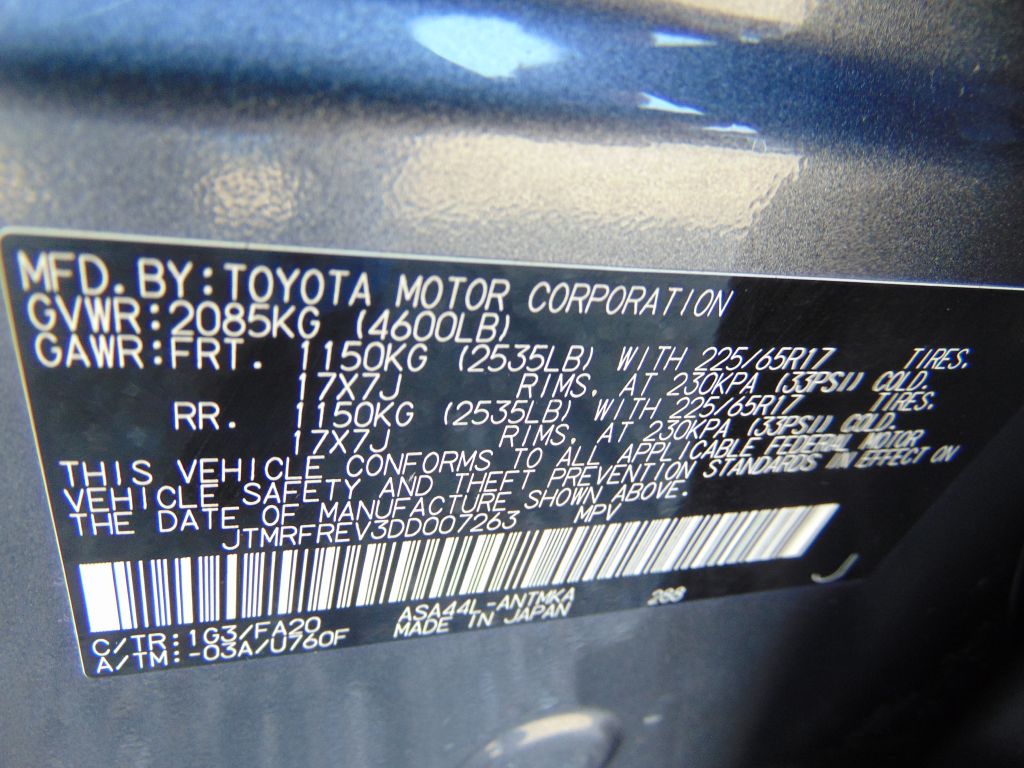 MFD. BY: TOYOTA MOTOR CORPORATION
GVWR: 2085KG (4600LB)
GAWR: FRT. 1150KG (2535LB) WITH 225/65R17 TIRES.
17X7J RIMS, AT 230KPA (33PSI) COLD.
RR. 1150KG (2535LB) WITH 225/65R17 TIRES.
17X7J RIMS, AT 230KPA (33PSI) COLD.
THIS VEHICLE CONFORMS TO ALL APPLICABLE FEDERAL MOTOR
VEHICLE SAFETY AND THEFT PREVENTION STANDARDS IN EFFECT ON
THE DATE OF MANUFACTURE SHOWN ABOVE.
JTMRFREV3DD007263 MPV
C/TR: 1G3/FA20 ASA44L-ANTMKA 288
A/TM: -03A/U760F MADE IN JAPAN
J